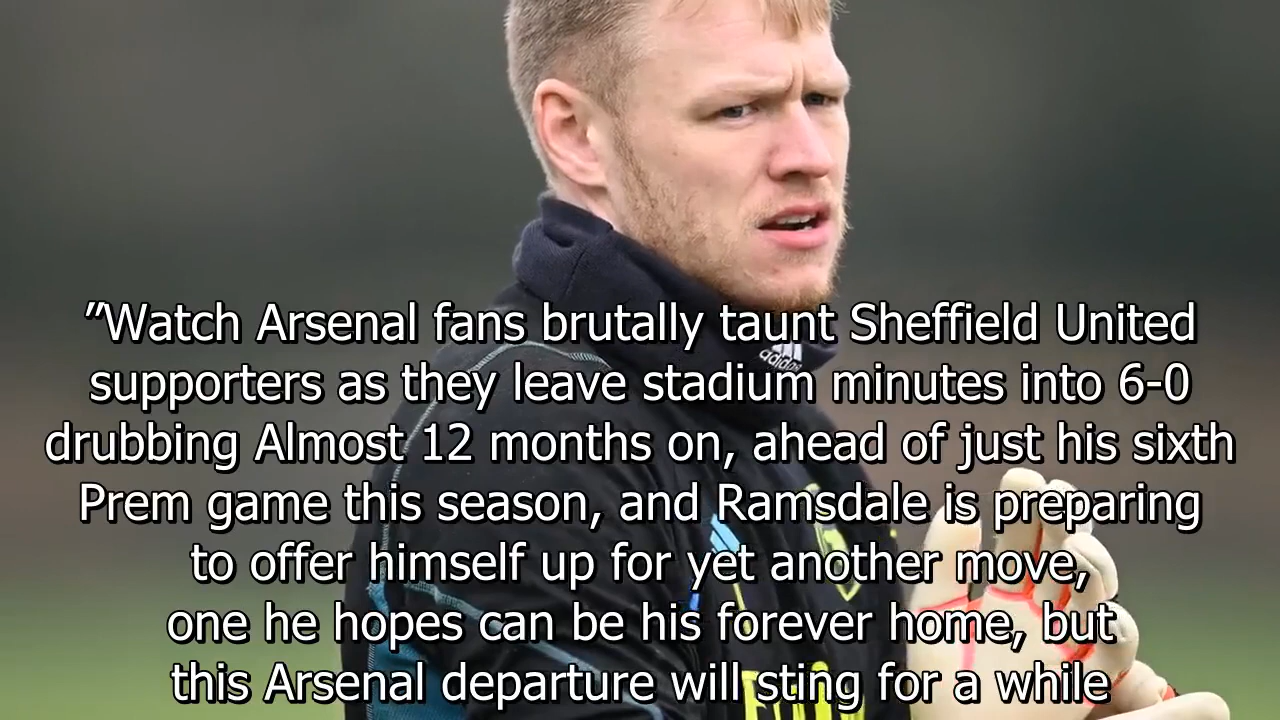 ”Watch Arsenal fans brutally taunt Sheffield United
supporters as they leave stadium minutes into 6-0
drubbing Almost 12 months on, ahead of just his sixth
Prem game this season, and Ramsdale is preparing
to offer himself up for yet another move,
one he hopes can be his forever home, but
this Arsenal departure will sting for a while
adidas